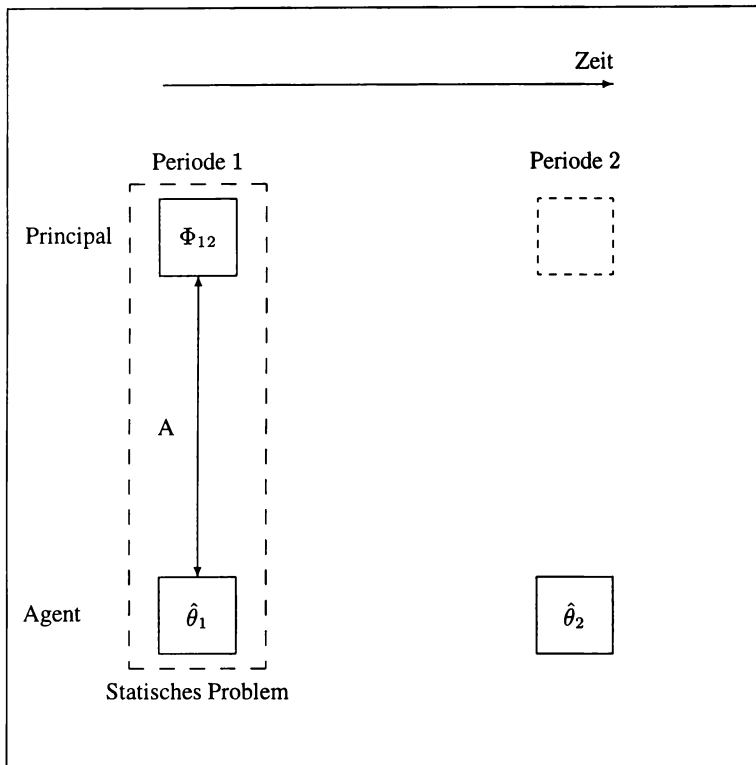 Zeit
Periode 1
Periode 2
Principal
Φ₁₂
A
Agent
θ̂₁
θ̂₂
Statisches Problem